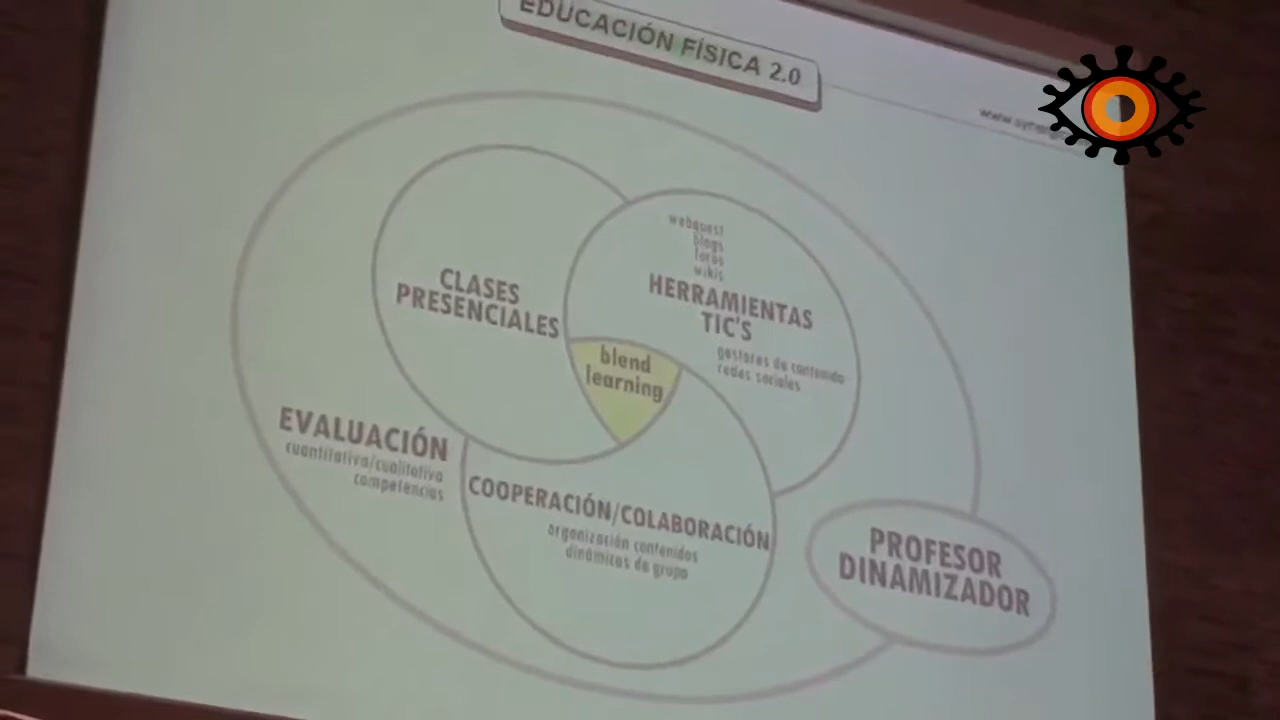 EDUCACIÓN FÍSICA 2.0
CLASES
PRESENCIALES
webquest
blogs
foros
wikis
HERRAMIENTAS
TIC'S
gestores de contenido
redes sociales
blend
learning
EVALUACIÓN
cuantitativa/cualitativa
competencias
COOPERACIÓN/COLABORACIÓN
organización contenidos
dinámicas de grupo
PROFESOR
DINAMIZADOR